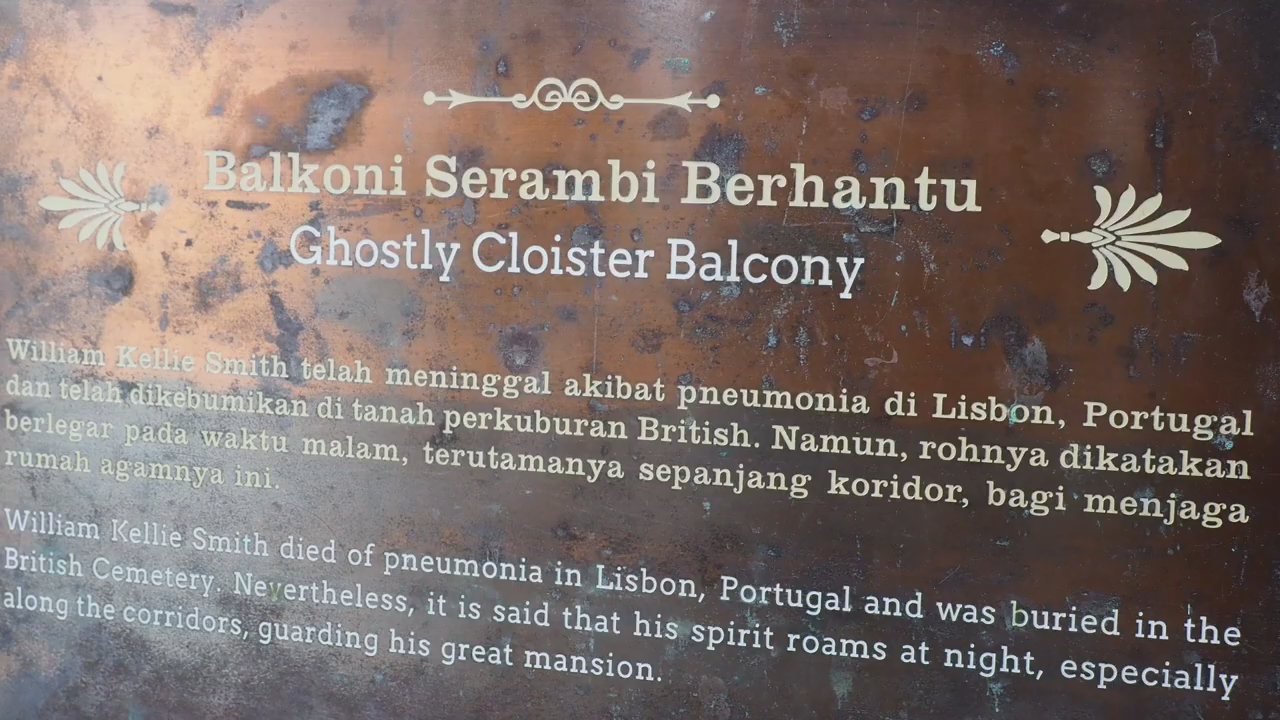 Balkoni Serambi Berhantu
Ghostly Cloister Balcony
William Kellie Smith telah meninggal akibat pneumonia di Lisbon, Portugal
dan telah dikebumikan di tanah perkuburan British. Namun, rohnya dikatakan
berlegar pada waktu malam, terutamanya sepanjang koridor, bagi menjaga
rumah agamnya ini.
William Kellie Smith died of pneumonia in Lisbon, Portugal and was buried in the
British Cemetery. Nevertheless, it is said that his spirit roams at night, especially
along the corridors, guarding his great mansion.